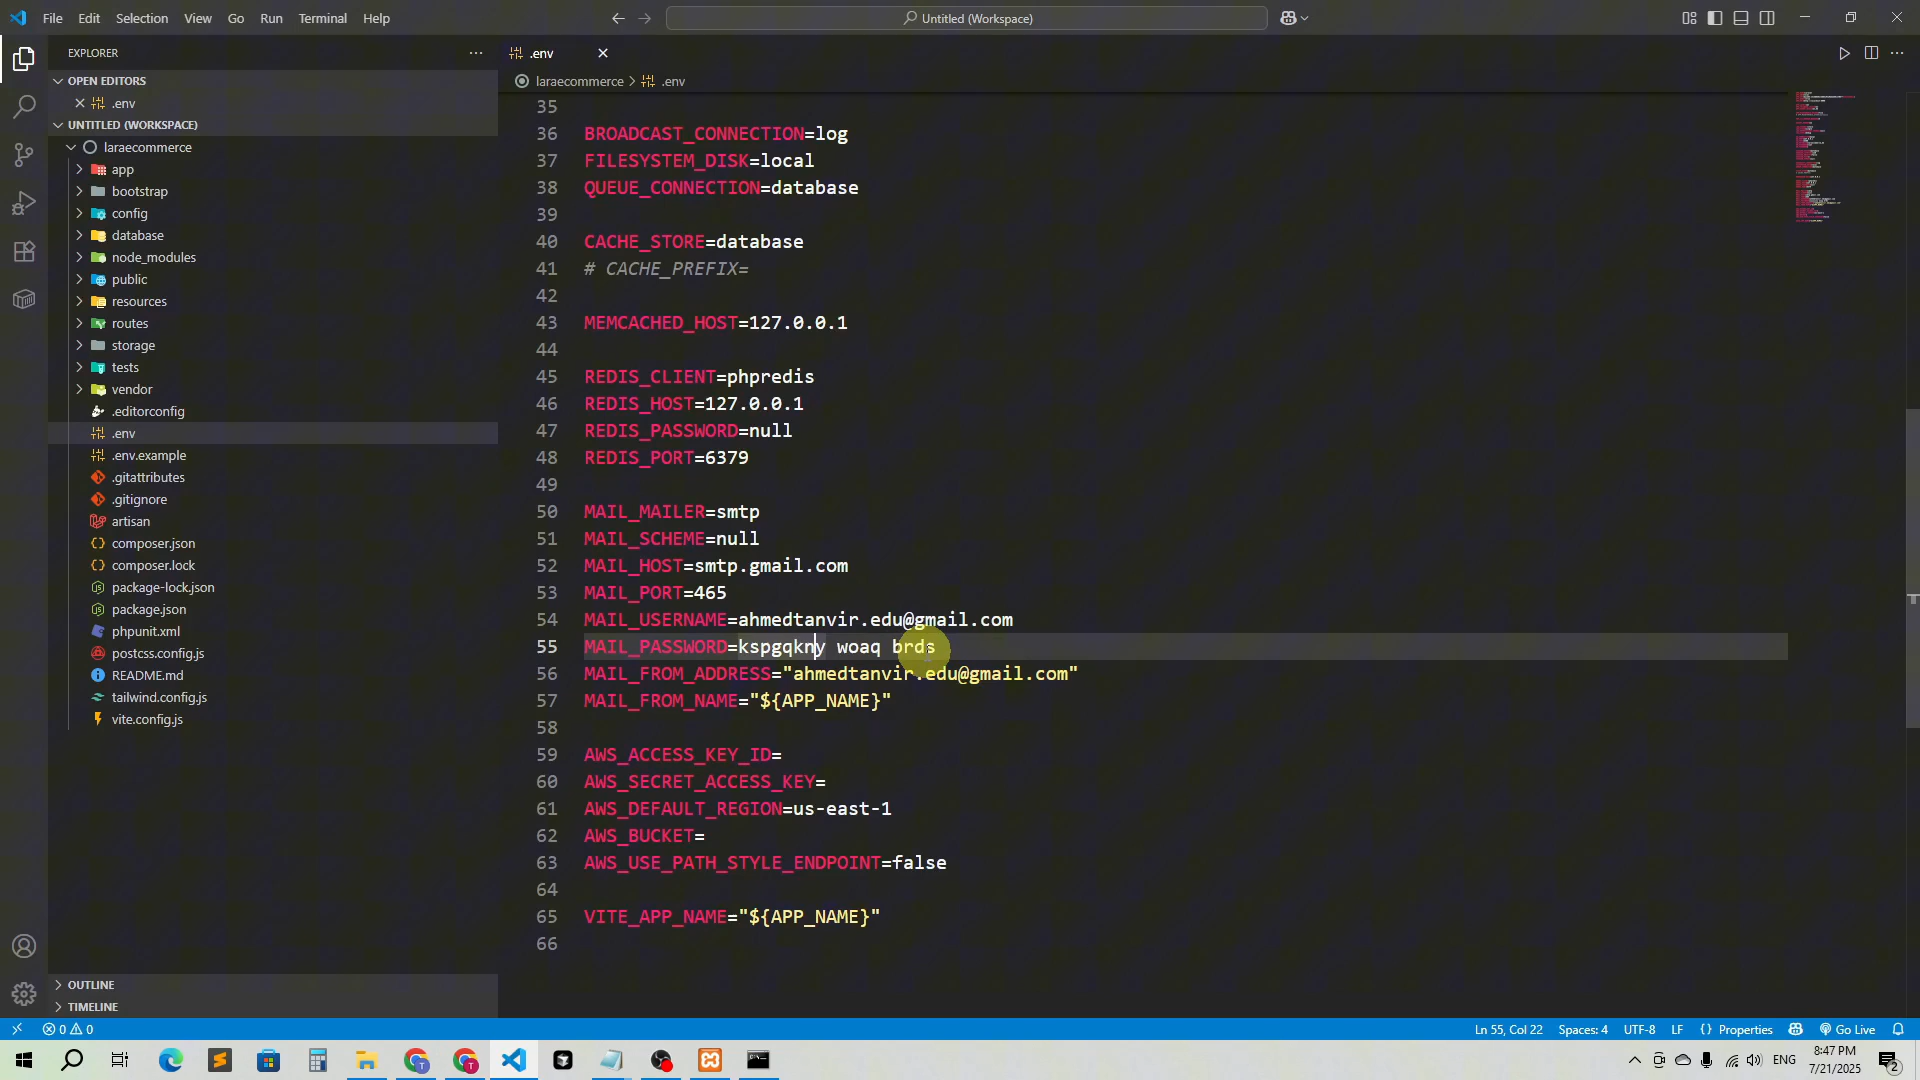 File Edit Selection View Go Run Terminal Help
Untitled (Workspace)
EXPLORER
OPEN EDITORS
.env
UNTITLED (WORKSPACE)
laraecommerce
app
bootstrap
config
database
node_modules
public
resources
routes
storage
tests
vendor
.editorconfig
.env
.env.example
.gitattributes
.gitignore
artisan
composer.json
composer.lock
package-lock.json
package.json
phpunit.xml
postcss.config.js
README.md
tailwind.config.js
vite.config.js
OUTLINE
TIMELINE
.env
laraecommerce > .env
35
36 BROADCAST_CONNECTION=log
37 FILESYSTEM_DISK=local
38 QUEUE_CONNECTION=database
39
40 CACHE_STORE=database
41 # CACHE_PREFIX=
42
43 MEMCACHED_HOST=127.0.0.1
44
45 REDIS_CLIENT=phpredis
46 REDIS_HOST=127.0.0.1
47 REDIS_PASSWORD=null
48 REDIS_PORT=6379
49
50 MAIL_MAILER=smtp
51 MAIL_SCHEME=null
52 MAIL_HOST=smtp.gmail.com
53 MAIL_PORT=465
54 MAIL_USERNAME=ahmedtanvir.edu@gmail.com
55 MAIL_PASSWORD=kspgqkny woaq brds
56 MAIL_FROM_ADDRESS="ahmedtanvir.edu@gmail.com"
57 MAIL_FROM_NAME="${APP_NAME}"
58
59 AWS_ACCESS_KEY_ID=
60 AWS_SECRET_ACCESS_KEY=
61 AWS_DEFAULT_REGION=us-east-1
62 AWS_BUCKET=
63 AWS_USE_PATH_STYLE_ENDPOINT=false
64
65 VITE_APP_NAME="${APP_NAME}"
66
0 0
Ln 55, Col 22 Spaces: 4 UTF-8 LF {} Properties Go Live
ENG
8:47 PM
7/21/2025
2